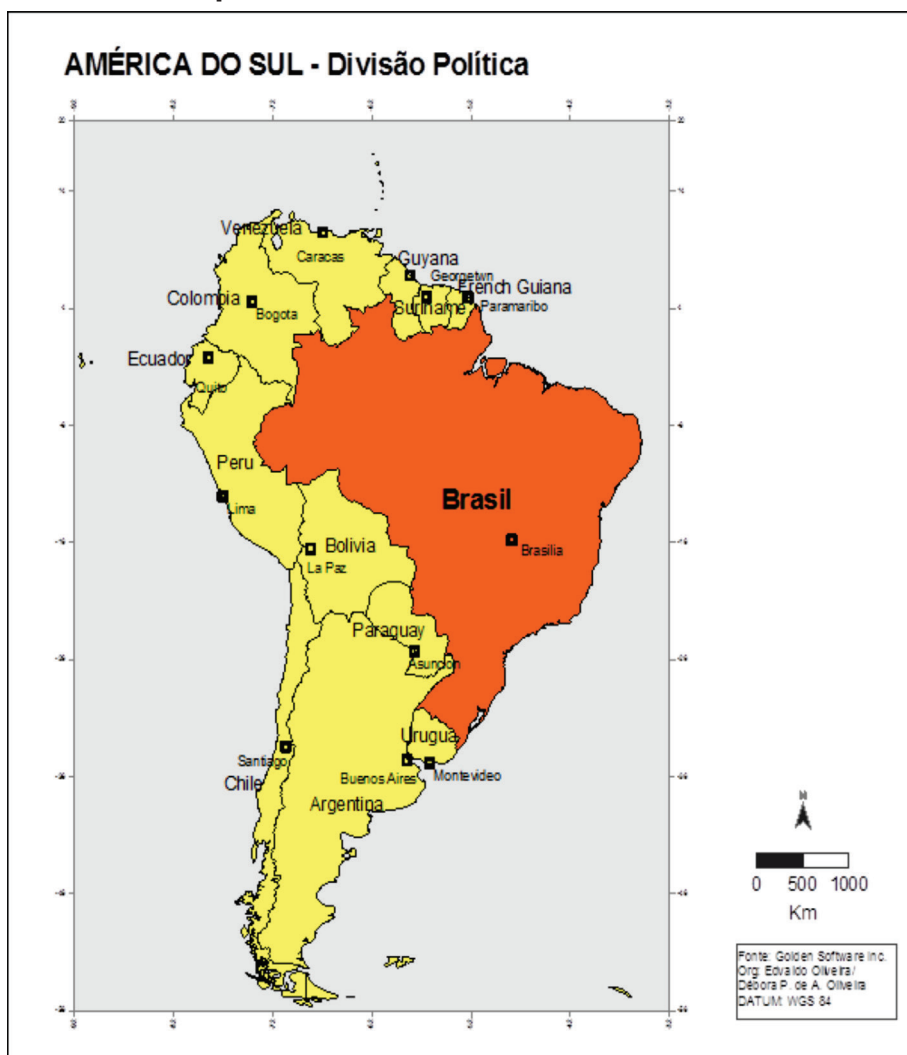 AMÉRICA DO SUL - Divisão Política
Venezuela
Caracas
Guyana
Georgetwn
French Guiana
Colombia
Bogota
Suriname
Paramaribo
Ecuador
Quito
Peru
Lima
Brasil
Brasilia
Bolivia
La Paz
Paraguay
Asuncion
Urugua
Santiago
Buenos Aires
Montevideo
Chile
Argentina
N
0 500 1000
Km
Fonte: Golden Software Inc.
Org: Edvaldo Oliveira/
Débora P. de A. Oliveira
DATUM: WGS 84